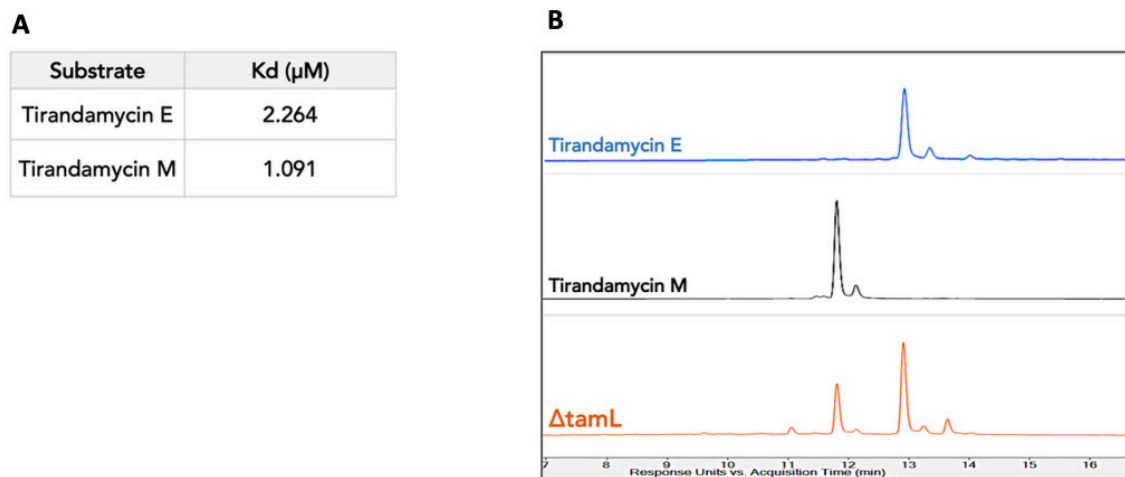 A
Substrate Kd (μM)
Tirandamycin E 2.264
Tirandamycin M 1.091
B
Tirandamycin E
Tirandamycin M
ΔtamL
7 8 9 10 11 12 13 14 15 16
Response Units vs. Acquisition Time (min)